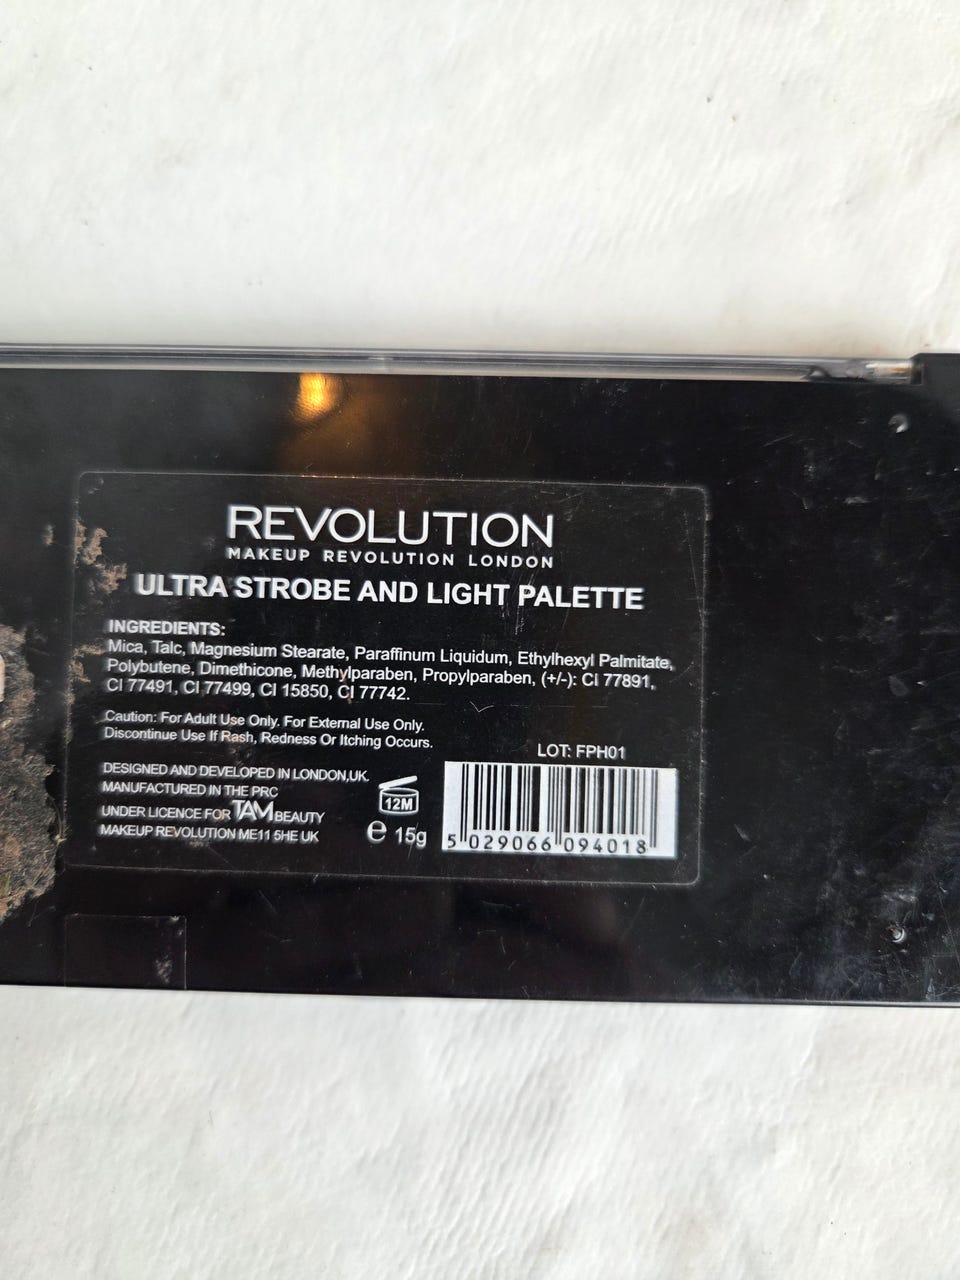 REVOLUTION
MAKEUP REVOLUTION LONDON
ULTRA STROBE AND LIGHT PALETTE
INGREDIENTS:
Mica, Talc, Magnesium Stearate, Paraffinum Liquidum, Ethylhexyl Palmitate,
Polybutene, Dimethicone, Methylparaben, Propylparaben, (+/-): CI 77891,
CI 77491, CI 77499, CI 15850, CI 77742.
Caution: For Adult Use Only. For External Use Only.
Discontinue Use If Rash, Redness Or Itching Occurs.
LOT: FPH01
DESIGNED AND DEVELOPED IN LONDON,UK.
MANUFACTURED IN THE PRC
UNDER LICENCE FOR TAM BEAUTY
MAKEUP REVOLUTION ME11 5HE UK
12M
e 15g
5 029066 094018